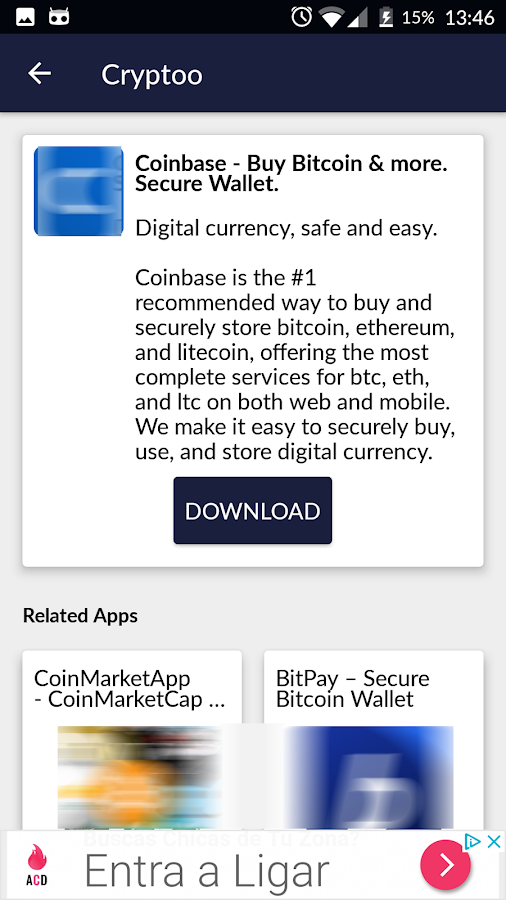 15% 13:46
Cryptoo
Coinbase - Buy Bitcoin & more.
Secure Wallet.
Digital currency, safe and easy.
Coinbase is the #1
recommended way to buy and
securely store bitcoin, ethereum,
and litecoin, offering the most
complete services for btc, eth,
and ltc on both web and mobile.
We make it easy to securely buy,
use, and store digital currency.
DOWNLOAD
Related Apps
CoinMarketApp
- CoinMarketCap ...
BitPay – Secure
Bitcoin Wallet
Buscas Chicas de Tu Zona?
ACD
Entra a Ligar